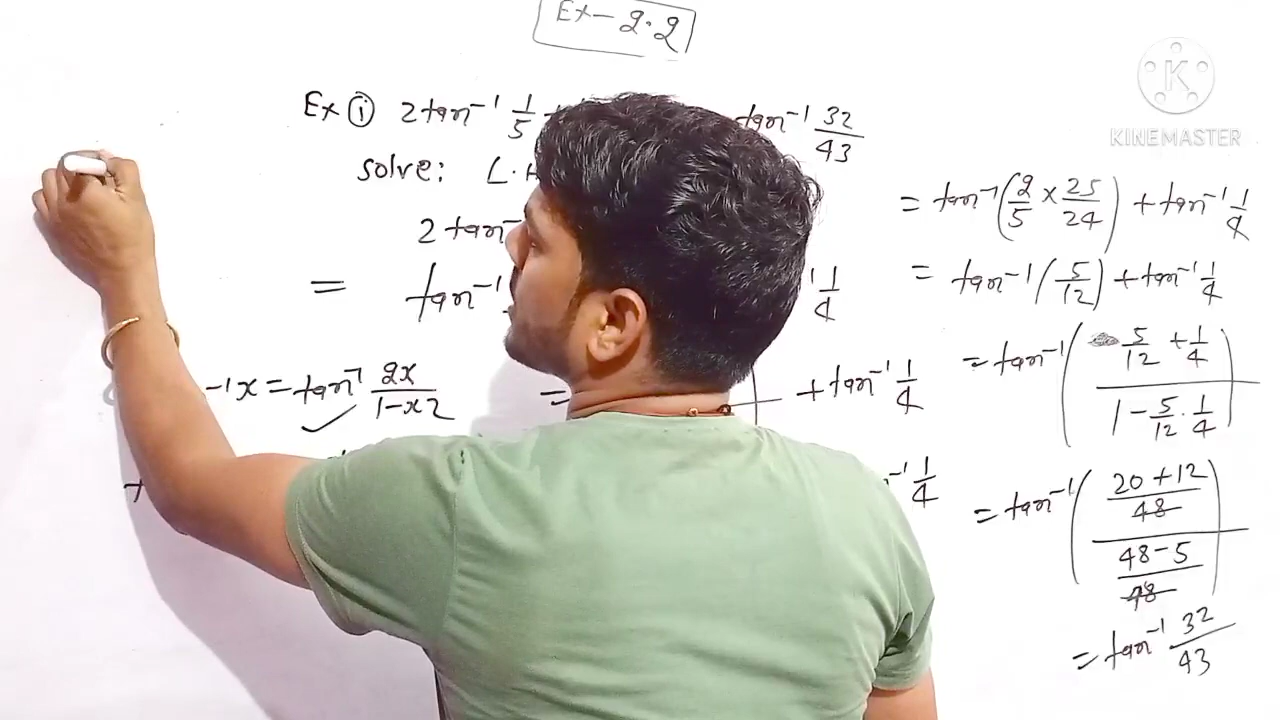 Ex-2.2
KINEMASTER
Ex ① 2tan⁻¹ 1/5 + tan⁻¹ 32/43
solve: L.H
2 tan⁻
= tan⁻¹ ⁻¹ 1/4
⁻¹x = tan⁻¹ 2x/1-x2 = + tan⁻¹ 1/4
⁻¹ 1/4
= tan⁻¹(2/5 × 25/24) + tan⁻¹ 1/4
= tan⁻¹(5/12) + tan⁻¹ 1/4
= tan⁻¹((5/12 + 1/4)/(1 - 5/12 . 1/4))
= tan⁻¹((20+12/48)/(48-5/48))
= tan⁻¹ 32/43